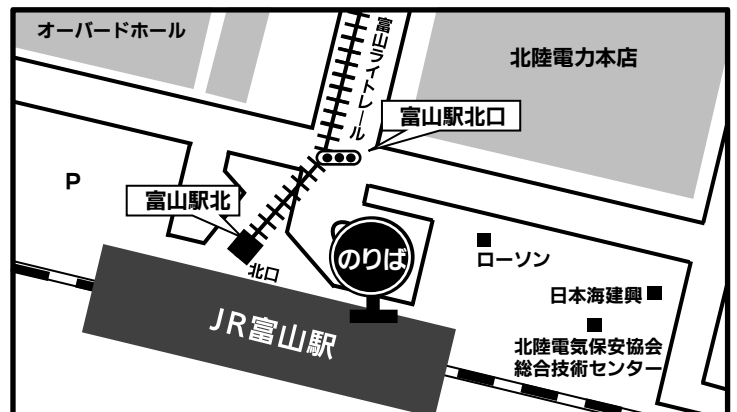 オーバードホール
富山ライトレール
北陸電力本店
富山駅北口
P
富山駅北
のりば
北口
ローソン
日本海建興
JR富山駅
北陸電気保安協会
総合技術センター